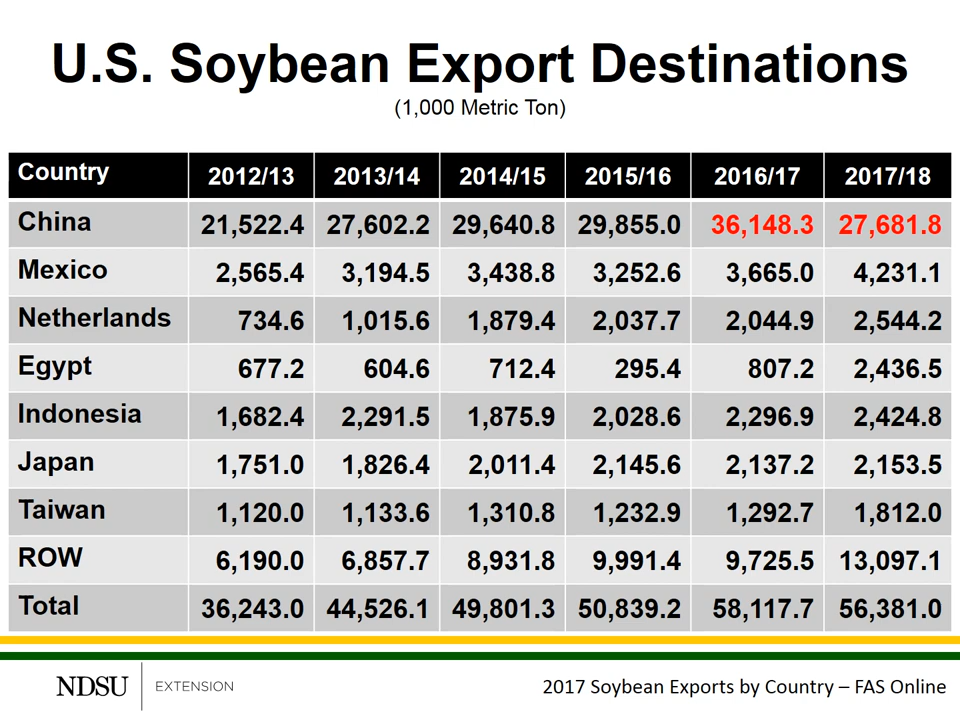 U.S. Soybean Export Destinations
(1,000 Metric Ton)
Country 2012/13 2013/14 2014/15 2015/16 2016/17 2017/18
China 21,522.4 27,602.2 29,640.8 29,855.0 36,148.3 27,681.8
Mexico 2,565.4 3,194.5 3,438.8 3,252.6 3,665.0 4,231.1
Netherlands 734.6 1,015.6 1,879.4 2,037.7 2,044.9 2,544.2
Egypt 677.2 604.6 712.4 295.4 807.2 2,436.5
Indonesia 1,682.4 2,291.5 1,875.9 2,028.6 2,296.9 2,424.8
Japan 1,751.0 1,826.4 2,011.4 2,145.6 2,137.2 2,153.5
Taiwan 1,120.0 1,133.6 1,310.8 1,232.9 1,292.7 1,812.0
ROW 6,190.0 6,857.7 8,931.8 9,991.4 9,725.5 13,097.1
Total 36,243.0 44,526.1 49,801.3 50,839.2 58,117.7 56,381.0
NDSU EXTENSION
2017 Soybean Exports by Country – FAS Online